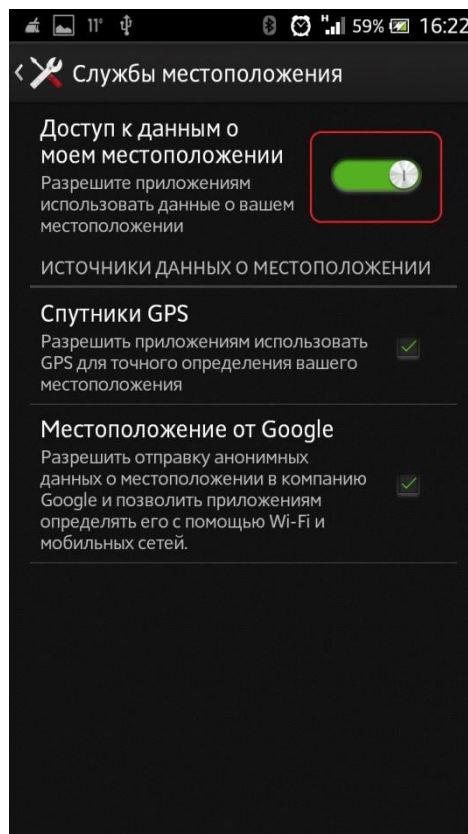 11° H 59% 16:22
Службы местоположения
Доступ к данным о
моем местоположении
Разрешите приложениям
использовать данные о вашем
местоположении
ИСТОЧНИКИ ДАННЫХ О МЕСТОПОЛОЖЕНИИ
Спутники GPS
Разрешить приложениям использовать
GPS для точного определения вашего
местоположения
Местоположение от Google
Разрешить отправку анонимных
данных о местоположении в компанию
Google и позволить приложениям
определять его с помощью Wi-Fi и
мобильных сетей.